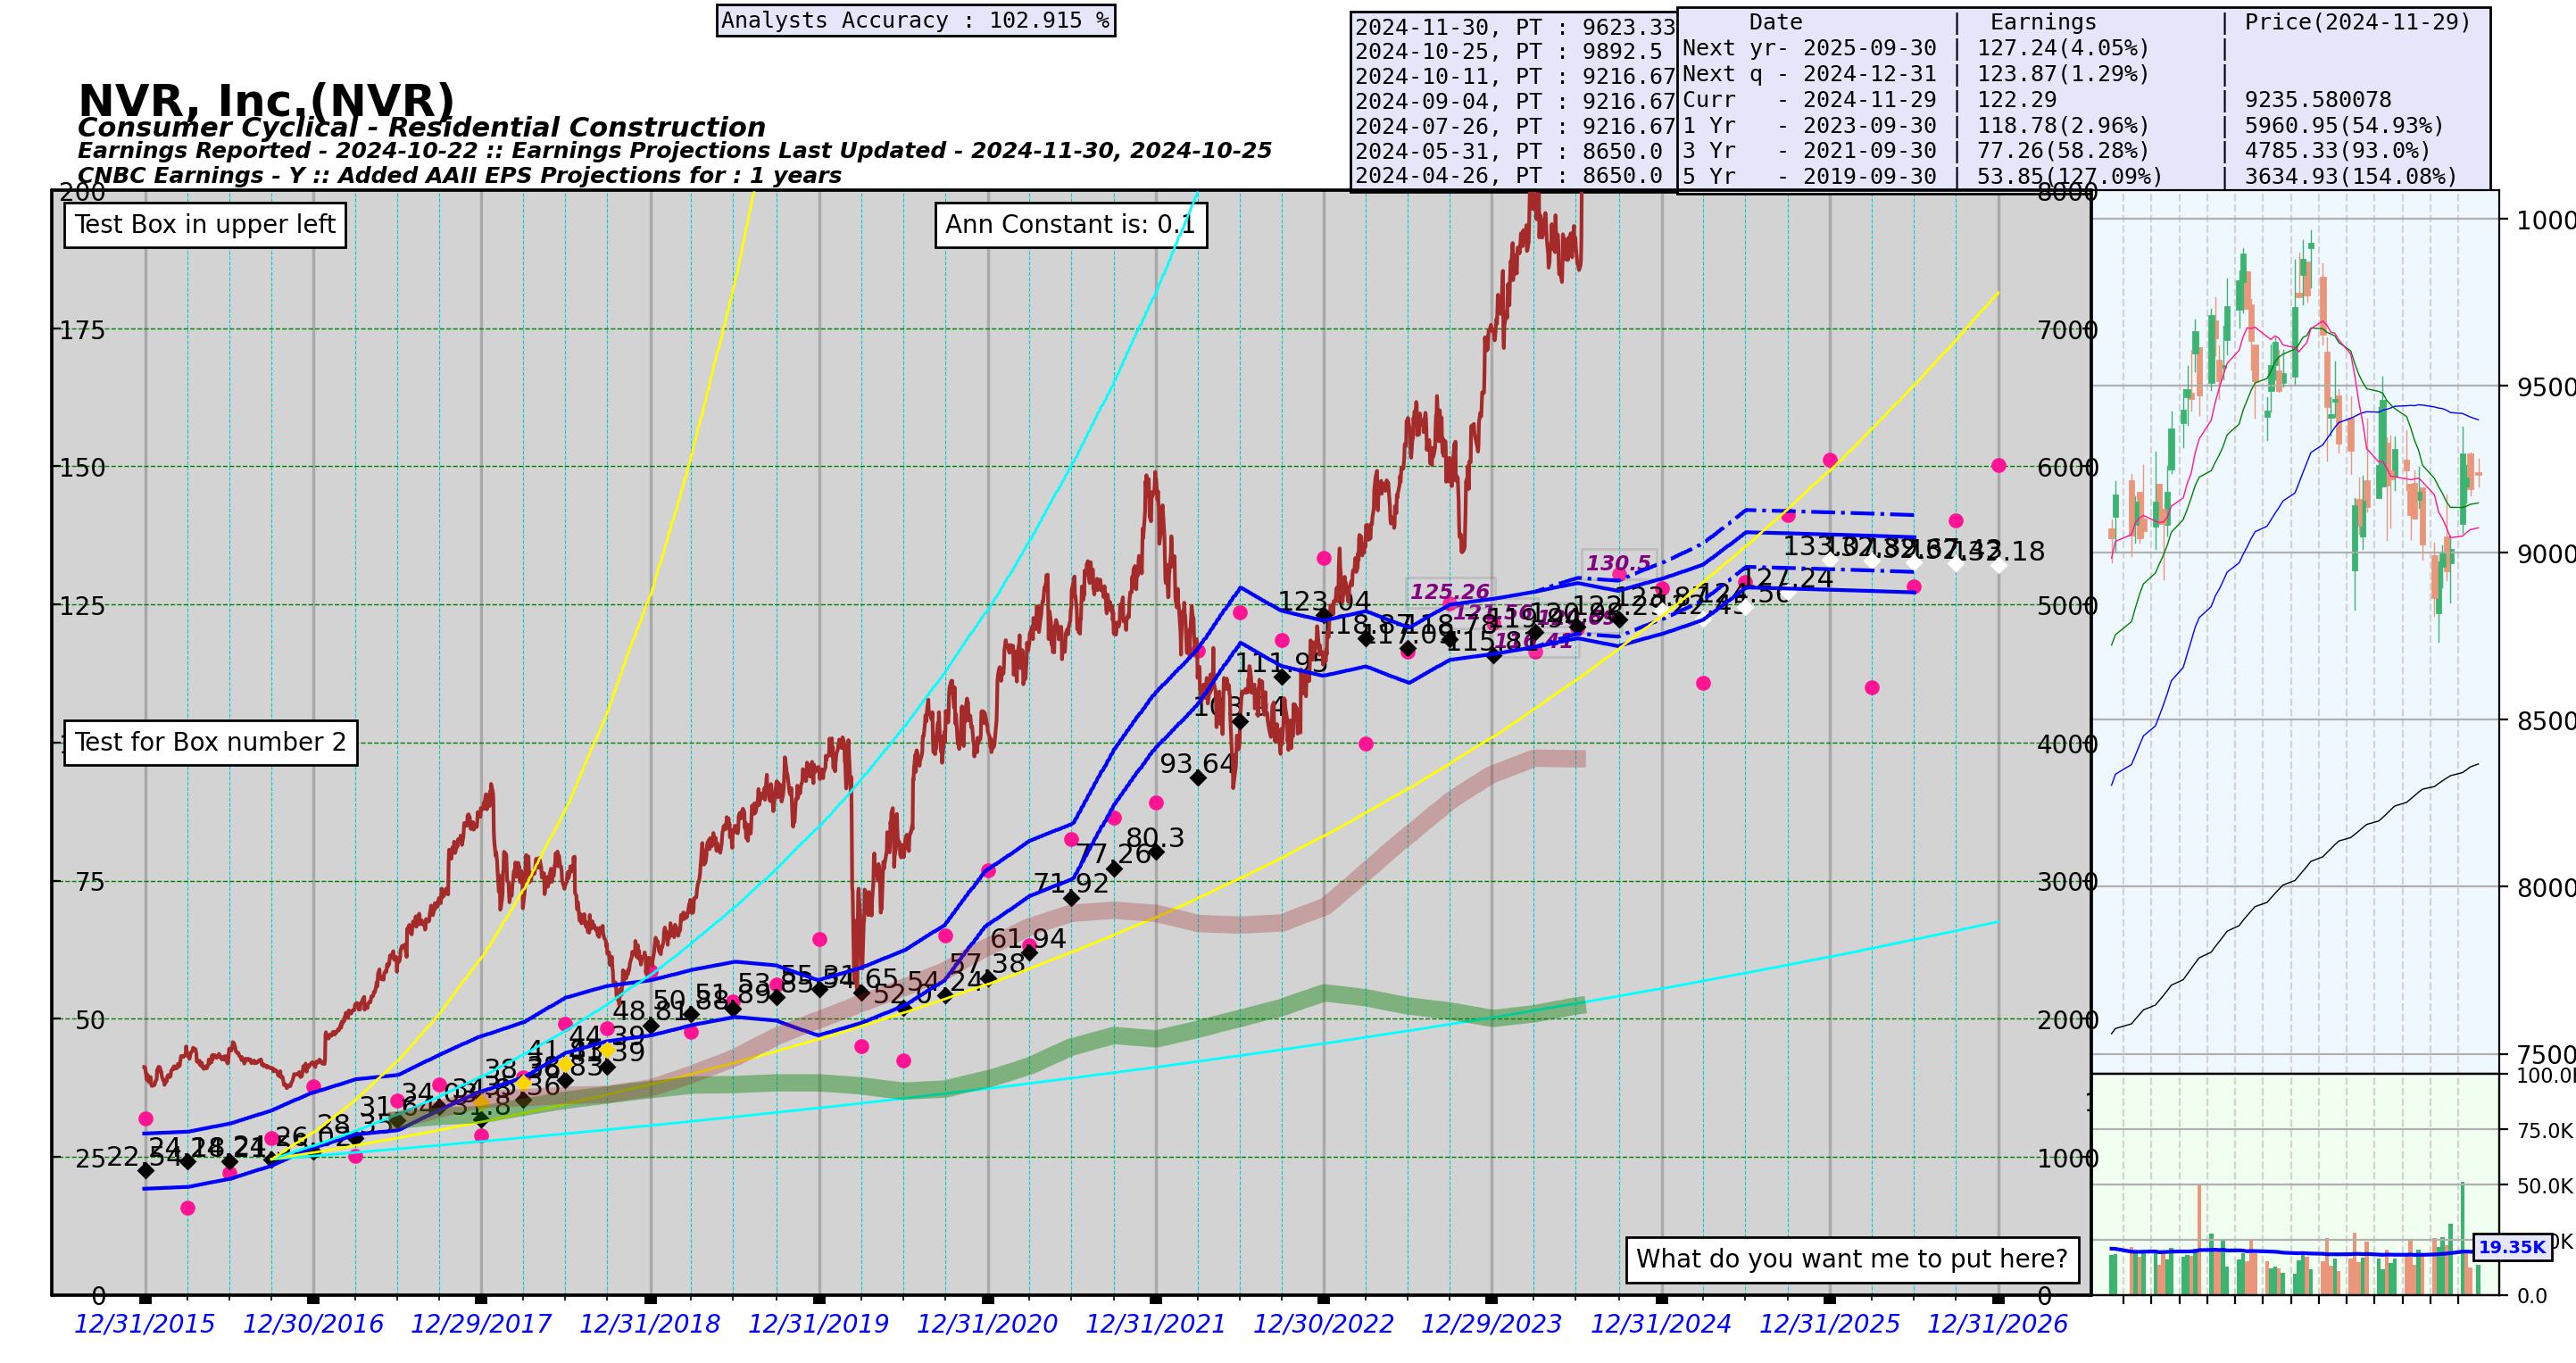 Analysts Accuracy : 102.915 %
2024-11-30, PT : 9623.33
2024-10-25, PT : 9892.5
2024-10-11, PT : 9216.67
2024-09-04, PT : 9216.67
2024-07-26, PT : 9216.67
2024-05-31, PT : 8650.0
2024-04-26, PT : 8650.0
Date | Earnings | Price(2024-11-29)
Next yr- 2025-09-30 | 127.24(4.05%) |
Next q - 2024-12-31 | 123.87(1.29%) |
Curr - 2024-11-29 | 122.29 | 9235.580078
1 Yr - 2023-09-30 | 118.78(2.96%) | 5960.95(54.93%)
3 Yr - 2021-09-30 | 77.26(58.28%) | 4785.33(93.0%)
5 Yr - 2019-09-30 | 53.85(127.09%) | 3634.93(154.08%)
NVR, Inc.(NVR)
Consumer Cyclical - Residential Construction
Earnings Reported - 2024-10-22 :: Earnings Projections Last Updated - 2024-11-30, 2024-10-25
CNBC Earnings - Y :: Added AAII EPS Projections for : 1 years
200
8000
Test Box in upper left
Ann Constant is: 0.1
175
7000
150
6000
125
5000
Test for Box number 2
4000
75
3000
50
2000
25
1000
0
0
130.5
125.26
121.56
127.24
123.04
111.95
93.64
80.3
77.26
71.92
61.94
57.38
54.24
48.81
22.54
What do you want me to put here?
9500
9000
8500
8000
7500
75.0K
50.0K
19.35K
0.0
12/31/2015
12/30/2016
12/29/2017
12/31/2018
12/31/2019
12/31/2020
12/31/2021
12/30/2022
12/29/2023
12/31/2024
12/31/2025
12/31/2026